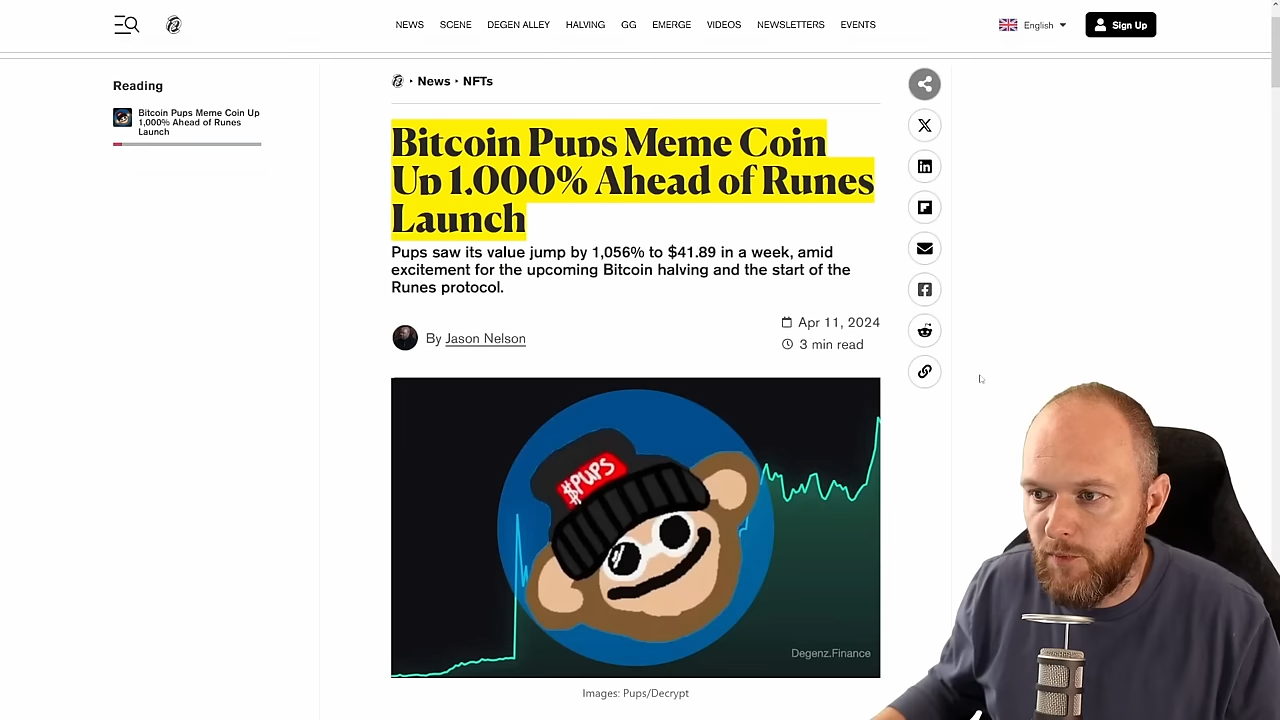 NEWS SCENE DEGEN ALLEY HALVING GG EMERGE VIDEOS NEWSLETTERS EVENTS
English
Sign Up
Reading
Bitcoin Pups Meme Coin Up
1,000% Ahead of Runes
Launch
News NFTs
Bitcoin Pups Meme Coin
Up 1,000% Ahead of Runes
Launch
Pups saw its value jump by 1,056% to $41.89 in a week, amid
excitement for the upcoming Bitcoin halving and the start of the
Runes protocol.
By Jason Nelson
Apr 11, 2024
3 min read
$PUPS
Degenz.Finance
Images: Pups/Decrypt